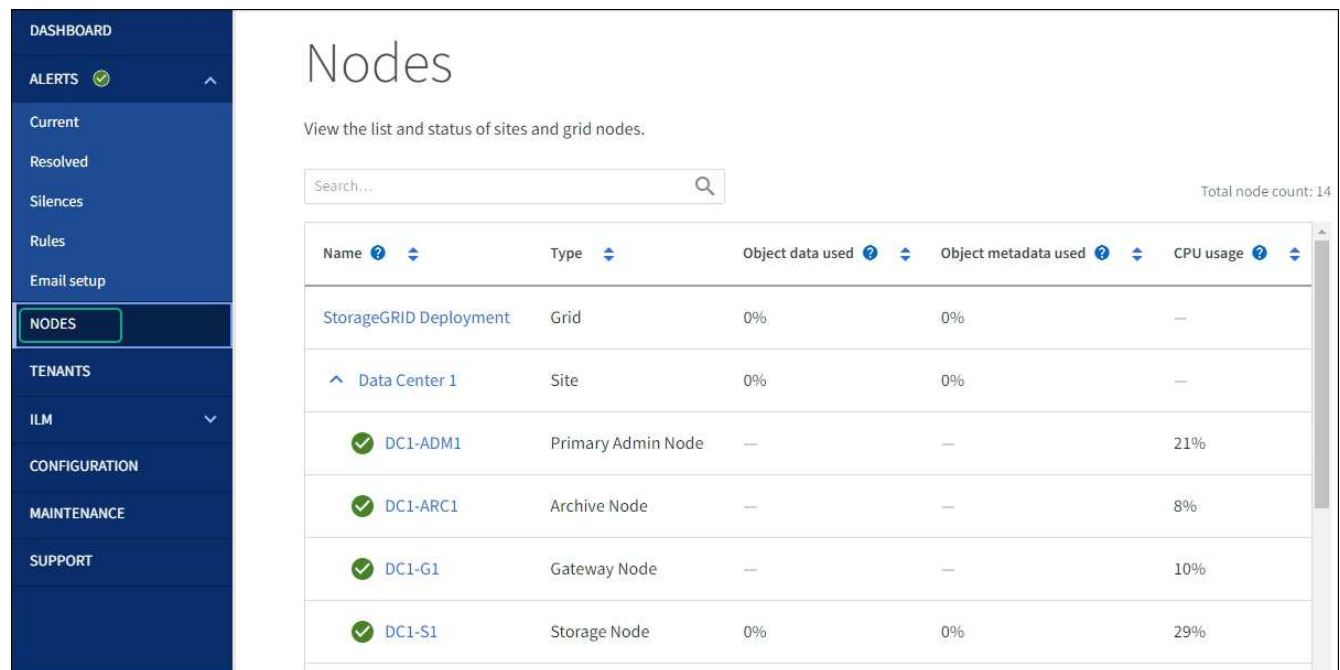 DASHBOARD
ALERTS
Current
Resolved
Silences
Rules
Email setup
NODES
TENANTS
ILM
CONFIGURATION
MAINTENANCE
SUPPORT
Nodes
View the list and status of sites and grid nodes.
Search...
Total node count: 14
Name ? Type Object data used ? Object metadata used ? CPU usage ?
StorageGRID Deployment Grid 0% 0% —
Data Center 1 Site 0% 0% —
DC1-ADM1 Primary Admin Node — — 21%
DC1-ARC1 Archive Node — — 8%
DC1-G1 Gateway Node — — 10%
DC1-S1 Storage Node 0% 0% 29%